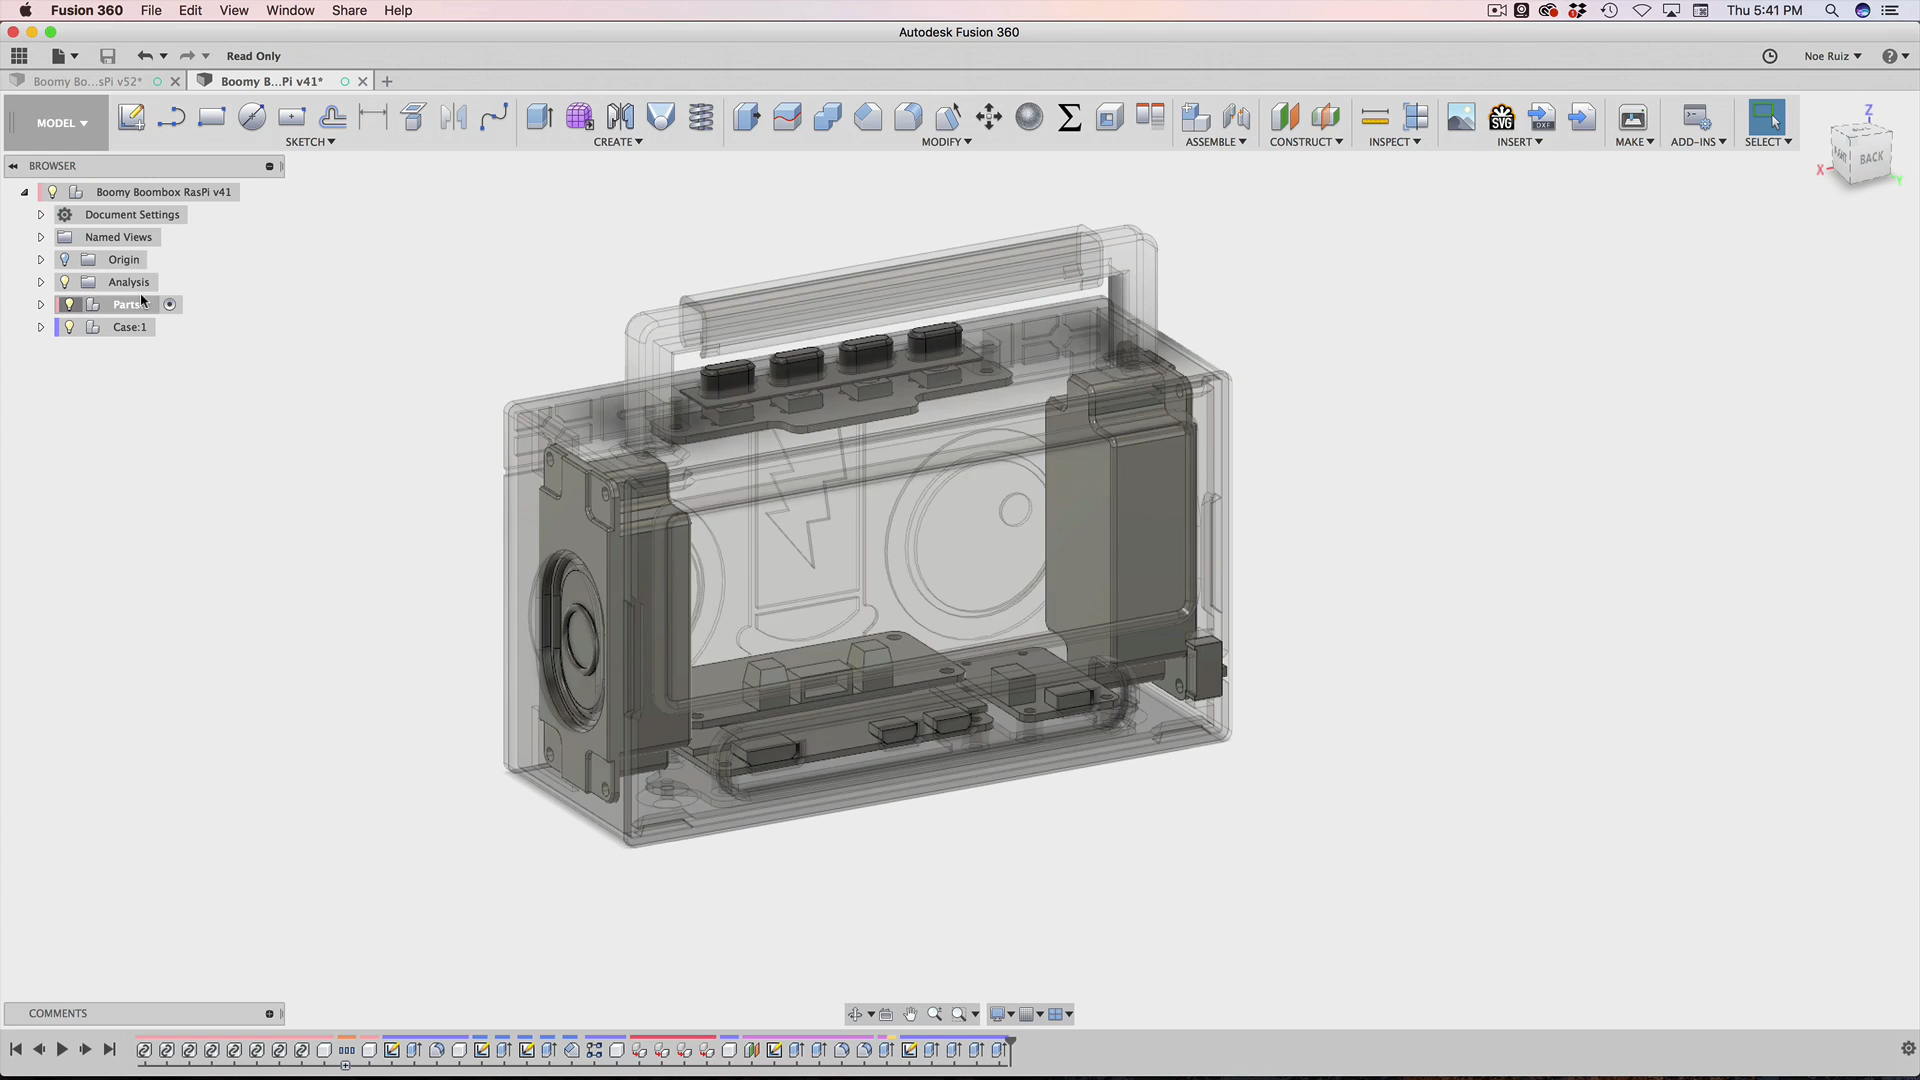 Fusion 360 File Edit View Window Share Help Thu 5:41 PM
Autodesk Fusion 360
Read Only Noe Ruiz
Boomy Bo...sPi v52* Boomy B...Pi v41*
MODEL SKETCH CREATE MODIFY ASSEMBLE CONSTRUCT INSPECT INSERT MAKE ADD-INS SELECT
SVG DXF
Z
BACK
X
Y
BROWSER
Boomy Boombox RasPi v41
Document Settings
Named Views
Origin
Analysis
Parts
Case:1
COMMENTS